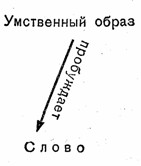 Умственный образ
пробуждает
Слово